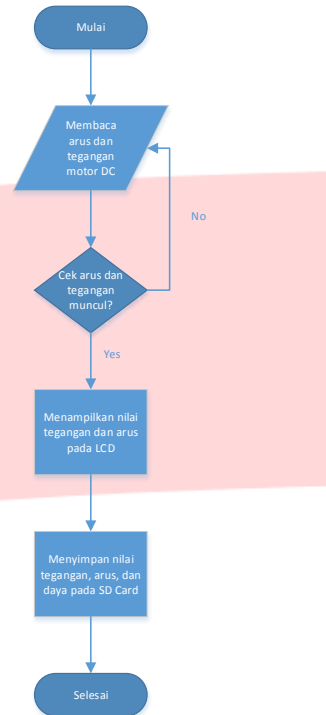 Mulai
Membaca
arus dan
tegangan
motor DC
No
Cek arus dan
tegangan
muncul?
Yes
Menampilkan nilai
tegangan dan arus
pada LCD
Menyimpan nilai
tegangan, arus, dan
daya pada SD Card
Selesai